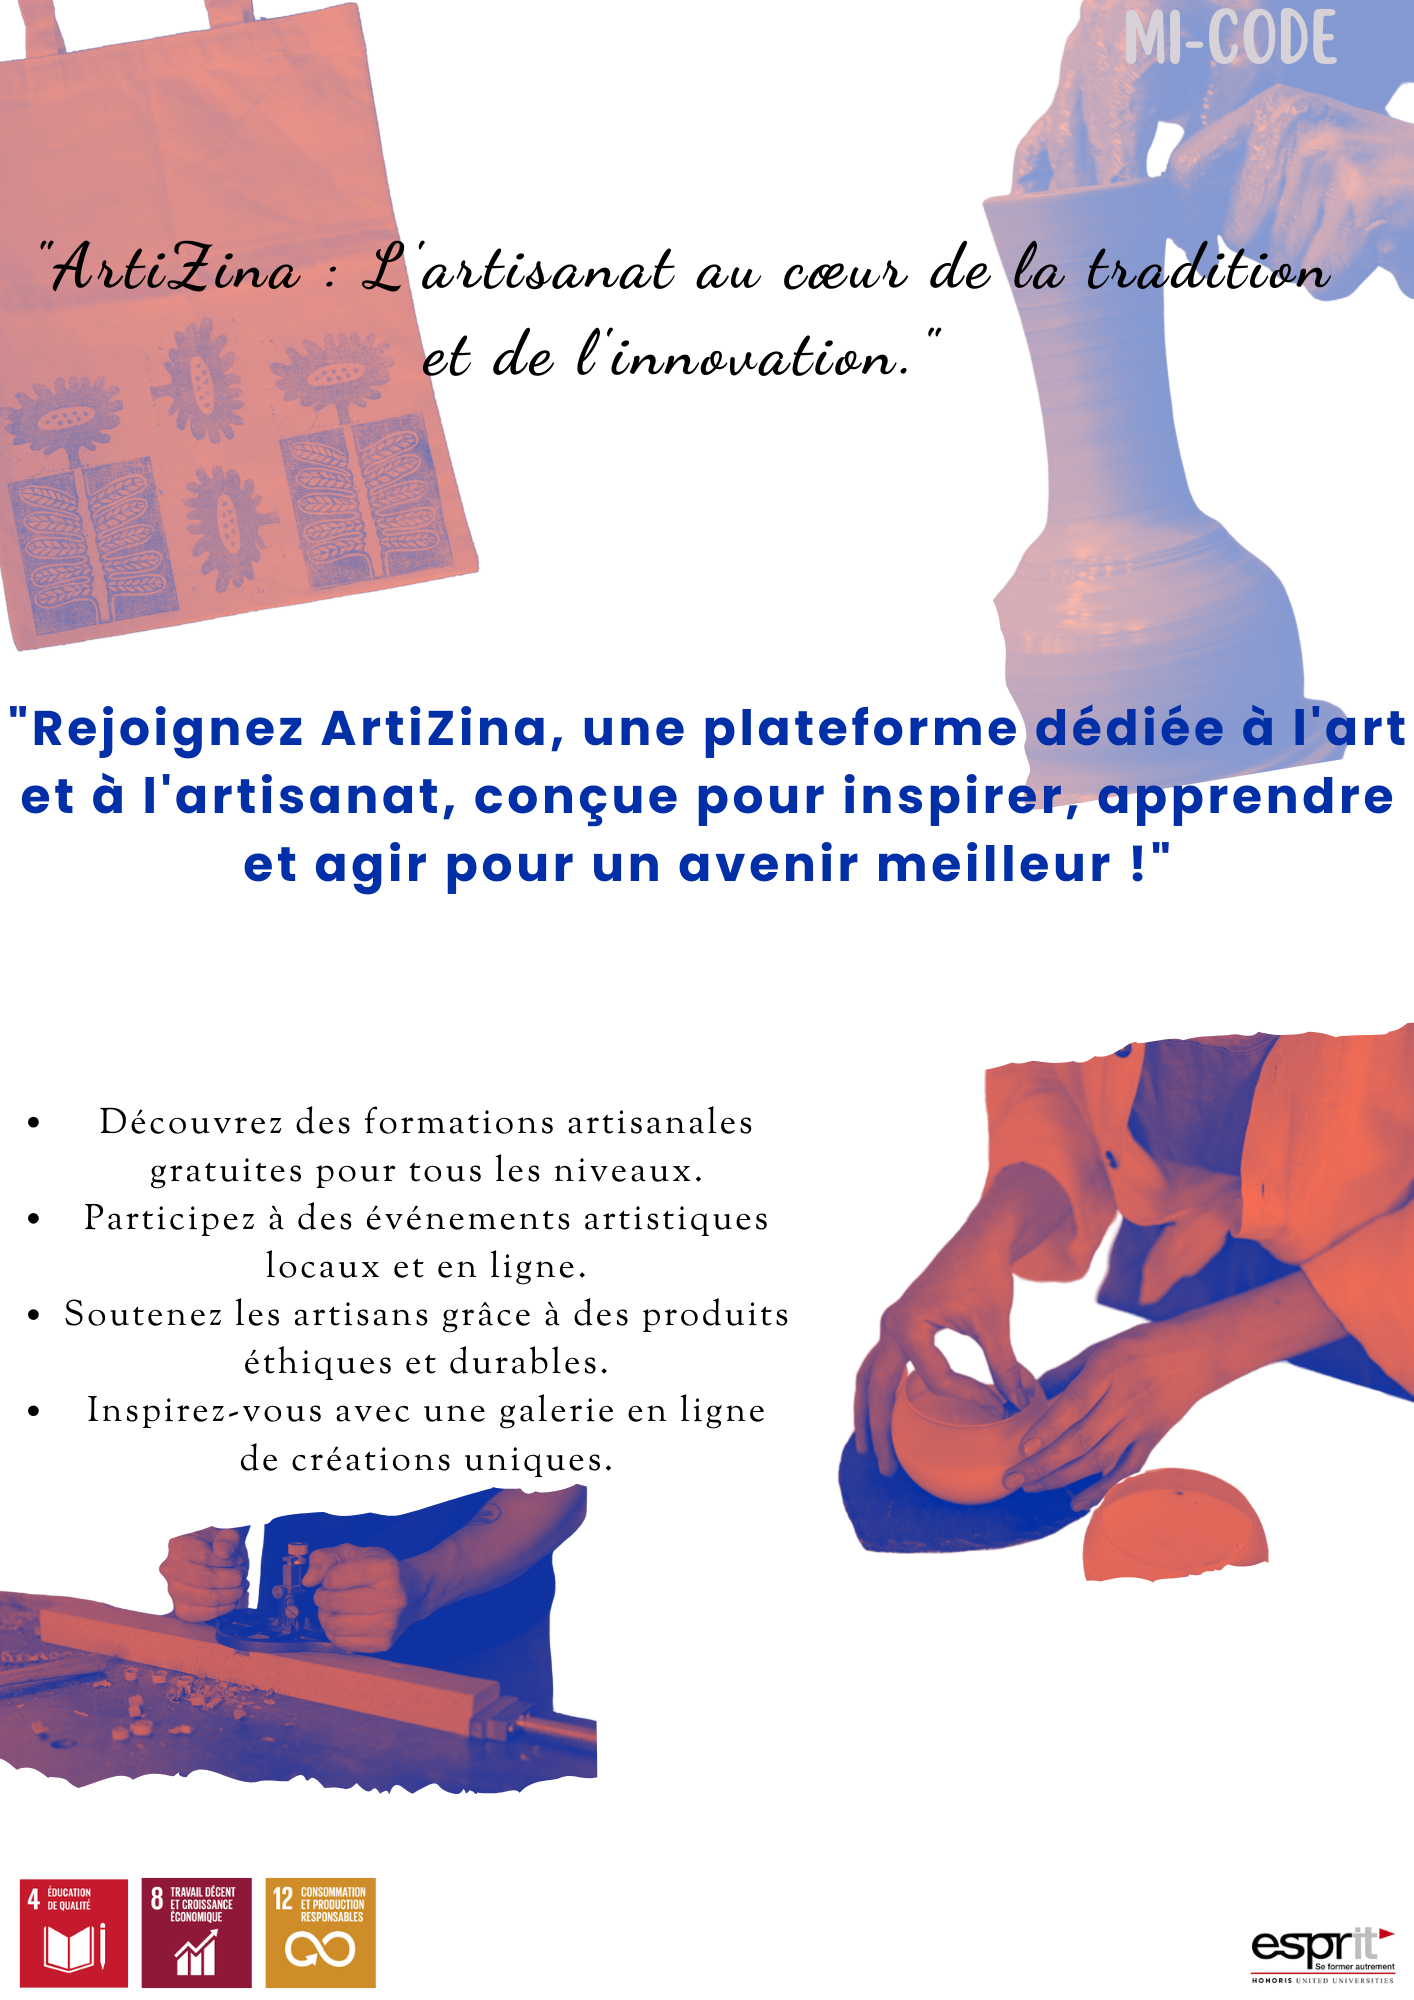 MI-CODE
"ArtiZina : L'artisanat au cœur de la tradition
et de l'innovation."
"Rejoignez ArtiZina, une plateforme dédiée à l'art
et à l'artisanat, conçue pour inspirer, apprendre
et agir pour un avenir meilleur !"
• Découvrez des formations artisanales
gratuites pour tous les niveaux.
• Participez à des événements artistiques
locaux et en ligne.
• Soutenez les artisans grâce à des produits
éthiques et durables.
• Inspirez-vous avec une galerie en ligne
de créations uniques.
4 ÉDUCATION
DE QUALITÉ
8 TRAVAIL DÉCENT
ET CROISSANCE
ÉCONOMIQUE
12 CONSOMMATION
ET PRODUCTION
RESPONSABLES
esprit
Se former autrement
HONORIS UNITED UNIVERSITIES